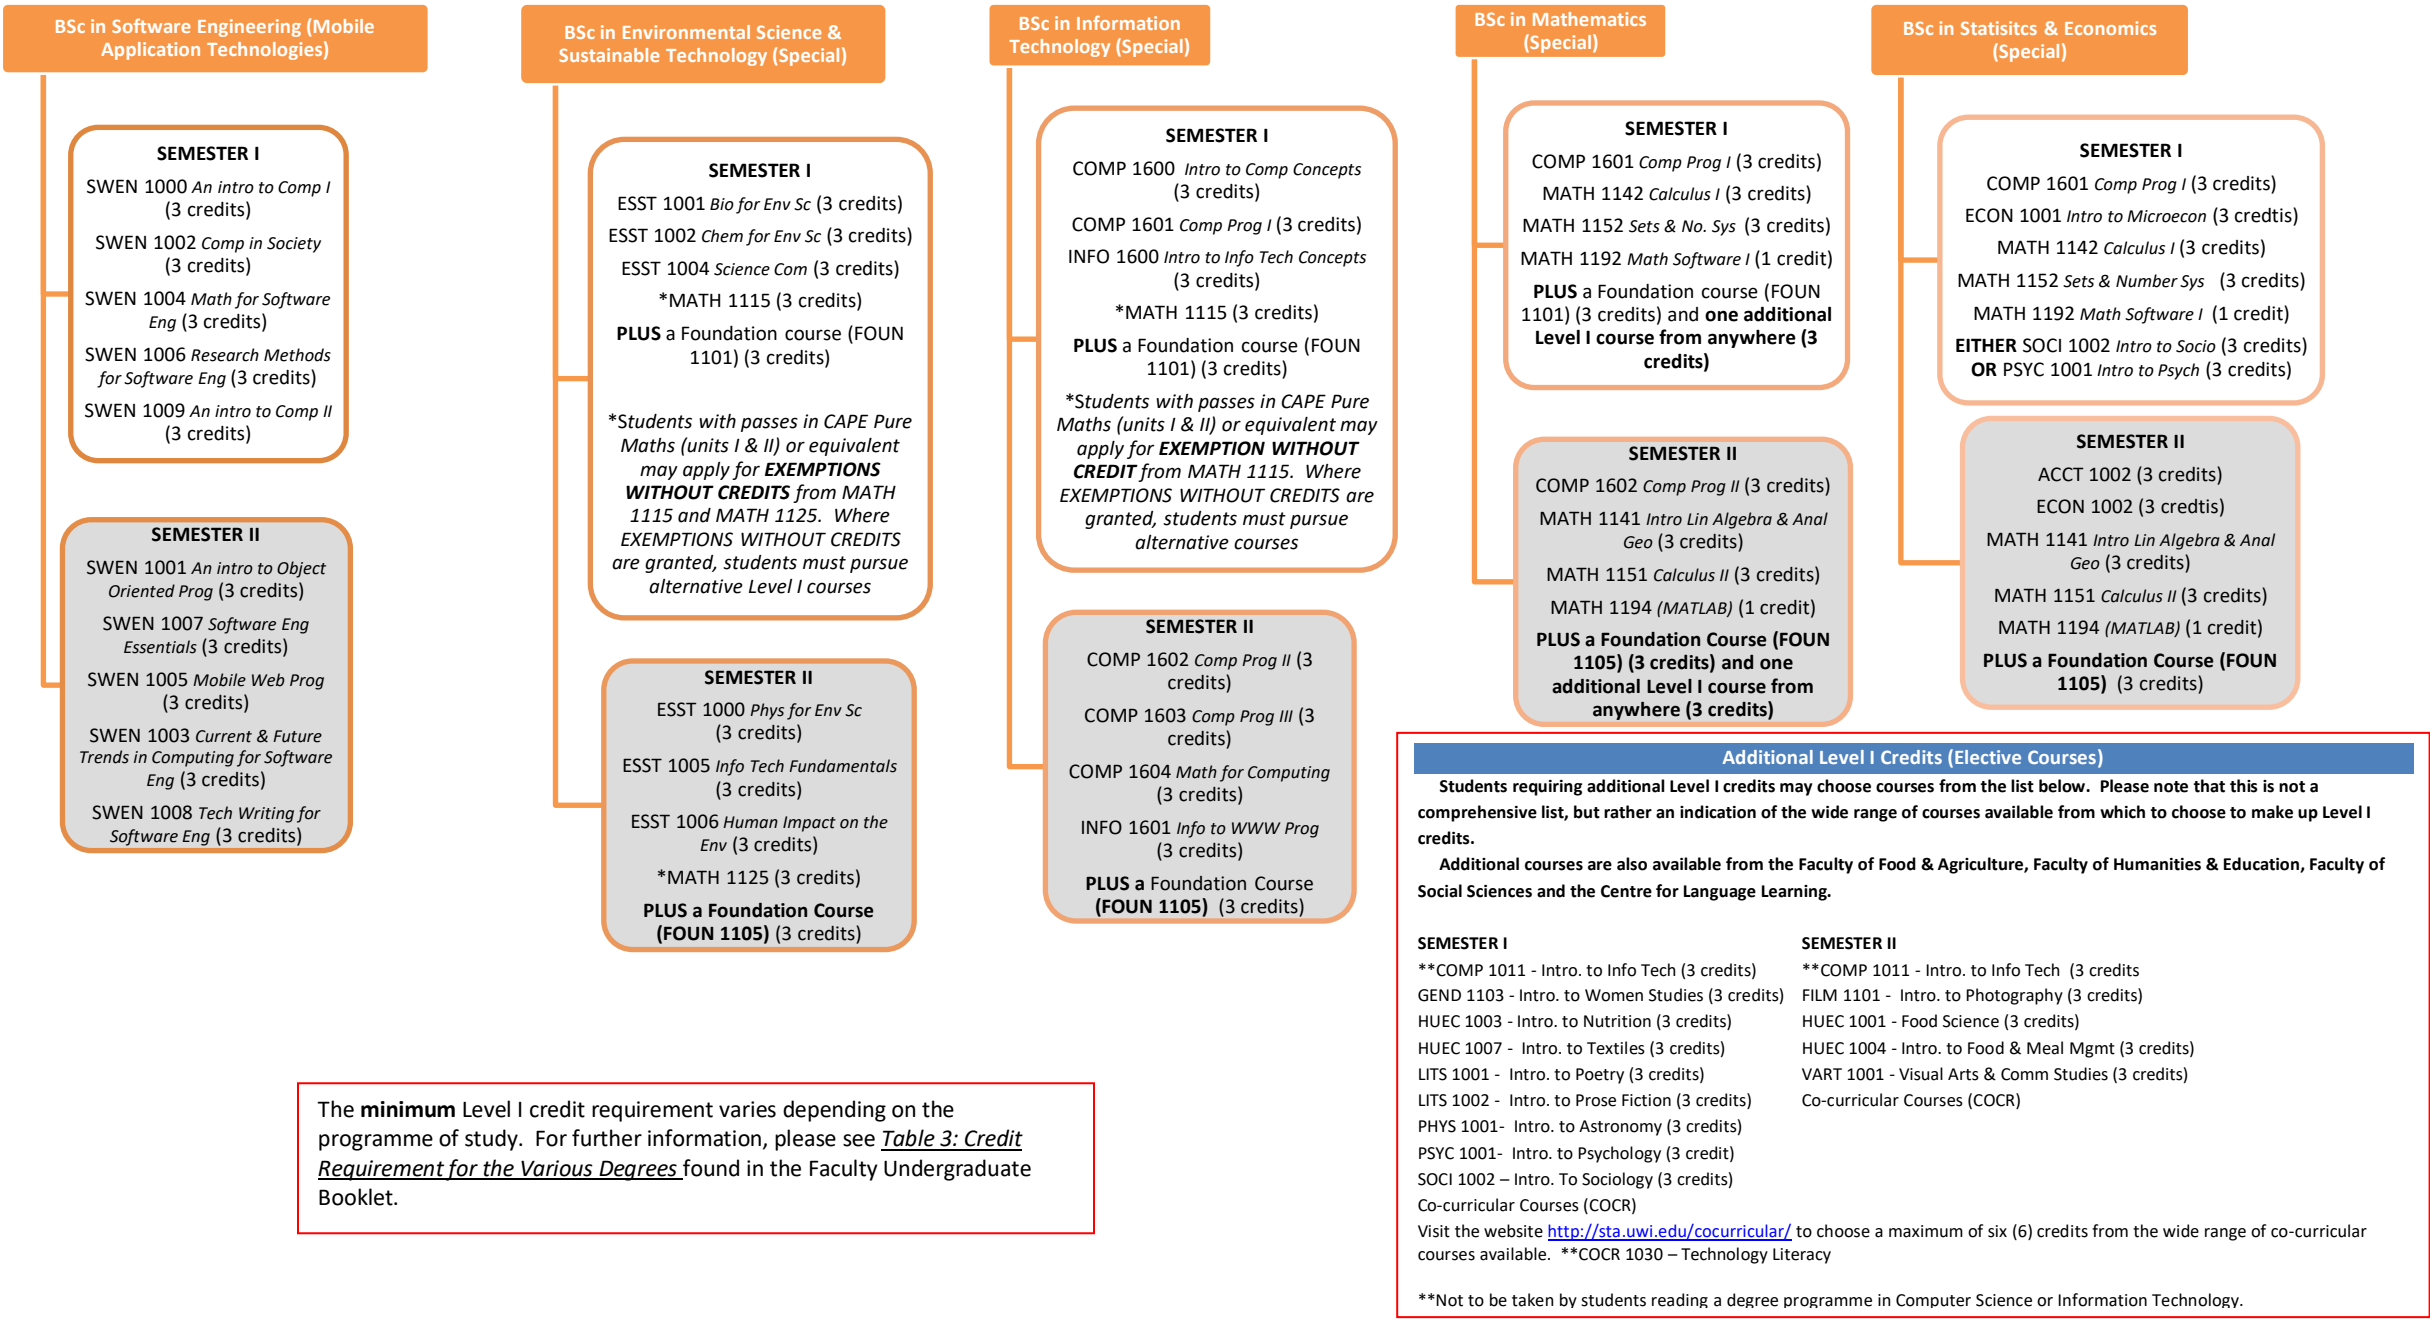 BSc in Software Engineering (Mobile
Application Technologies)
SEMESTER I
SWEN 1000 An intro to Comp I
(3 credits)
SWEN 1002 Comp in Society
(3 credits)
SWEN 1004 Math for Software
Eng (3 credits)
SWEN 1006 Research Methods
for Software Eng (3 credits)
SWEN 1009 An intro to Comp II
(3 credits)
SEMESTER II
SWEN 1001 An intro to Object
Oriented Prog (3 credits)
SWEN 1007 Software Eng
Essentials (3 credits)
SWEN 1005 Mobile Web Prog
(3 credits)
SWEN 1003 Current & Future
Trends in Computing for Software
Eng (3 credits)
SWEN 1008 Tech Writing for
Software Eng (3 credits)
BSc in Environmental Science &
Sustainable Technology (Special)
SEMESTER I
ESST 1001 Bio for Env Sc (3 credits)
ESST 1002 Chem for Env Sc (3 credits)
ESST 1004 Science Com (3 credits)
*MATH 1115 (3 credits)
PLUS a Foundation course (FOUN
1101) (3 credits)
*Students with passes in CAPE Pure
Maths (units I & II) or equivalent
may apply for EXEMPTIONS
WITHOUT CREDITS from MATH
1115 and MATH 1125.  Where
EXEMPTIONS WITHOUT CREDITS
are granted, students must pursue
alternative Level I courses
SEMESTER II
ESST 1000 Phys for Env Sc
(3 credits)
ESST 1005 Info Tech Fundamentals
(3 credits)
ESST 1006 Human Impact on the
Env (3 credits)
*MATH 1125 (3 credits)
PLUS a Foundation Course
(FOUN 1105) (3 credits)
BSc in Information
Technology (Special)
SEMESTER I
COMP 1600  Intro to Comp Concepts
(3 credits)
COMP 1601 Comp Prog I (3 credits)
INFO 1600 Intro to Info Tech Concepts
(3 credits)
*MATH 1115 (3 credits)
PLUS a Foundation course (FOUN
1101) (3 credits)
*Students with passes in CAPE Pure
Maths (units I & II) or equivalent may
apply for EXEMPTION WITHOUT
CREDIT from MATH 1115.  Where
EXEMPTIONS WITHOUT CREDITS are
granted, students must pursue
alternative courses
SEMESTER II
COMP 1602 Comp Prog II (3
credits)
COMP 1603 Comp Prog III (3
credits)
COMP 1604 Math for Computing
(3 credits)
INFO 1601 Info to WWW Prog
(3 credits)
PLUS a Foundation Course
(FOUN 1105)  (3 credits)
BSc in Mathematics
(Special)
SEMESTER I
COMP 1601 Comp Prog I (3 credits)
MATH 1142 Calculus I (3 credits)
MATH 1152 Sets & No. Sys  (3 credits)
MATH 1192 Math Software I (1 credit)
PLUS a Foundation course (FOUN
1101) (3 credits) and one additional
Level I course from anywhere (3
credits)
SEMESTER II
COMP 1602 Comp Prog II (3 credits)
MATH 1141 Intro Lin Algebra & Anal
Geo (3 credits)
MATH 1151 Calculus II (3 credits)
MATH 1194 (MATLAB) (1 credit)
PLUS a Foundation Course (FOUN
1105) (3 credits) and one
additional Level I course from
anywhere (3 credits)
BSc in Statisitcs & Economics
(Special)
SEMESTER I
COMP 1601 Comp Prog I (3 credits)
ECON 1001 Intro to Microecon (3 credtis)
MATH 1142 Calculus I (3 credits)
MATH 1152 Sets & Number Sys   (3 credits)
MATH 1192 Math Software I  (1 credit)
EITHER SOCI 1002 Intro to Socio (3 credits)
OR PSYC 1001 Intro to Psych (3 credits)
SEMESTER II
ACCT 1002 (3 credits)
ECON 1002 (3 credtis)
MATH 1141 Intro Lin Algebra & Anal
Geo (3 credits)
MATH 1151 Calculus II (3 credits)
MATH 1194 (MATLAB) (1 credit)
PLUS a Foundation Course (FOUN
1105)  (3 credits)
Additional Level I Credits (Elective Courses)
Students requiring additional Level I credits may choose courses from the list below.  Please note that this is not a
comprehensive list, but rather an indication of the wide range of courses available from which to choose to make up Level I
credits.
Additional courses are also available from the Faculty of Food & Agriculture, Faculty of Humanities & Education, Faculty of
Social Sciences and the Centre for Language Learning.
SEMESTER I
**COMP 1011 - Intro. to Info Tech (3 credits)
GEND 1103 - Intro. to Women Studies (3 credits)
HUEC 1003 - Intro. to Nutrition (3 credits)
HUEC 1007 -  Intro. to Textiles (3 credits)
LITS 1001 -  Intro. to Poetry (3 credits)
LITS 1002 -  Intro. to Prose Fiction (3 credits)
PHYS 1001-  Intro. to Astronomy (3 credits)
PSYC 1001-  Intro. to Psychology (3 credit)
SOCI 1002 – Intro. To Sociology (3 credits)
Co-curricular Courses (COCR)
SEMESTER II
**COMP 1011 - Intro. to Info Tech  (3 credits
FILM 1101 -  Intro. to Photography (3 credits)
HUEC 1001 - Food Science (3 credits)
HUEC 1004 - Intro. to Food & Meal Mgmt (3 credits)
VART 1001 - Visual Arts & Comm Studies (3 credits)
Co-curricular Courses (COCR)
Visit the website http://sta.uwi.edu/cocurricular/ to choose a maximum of six (6) credits from the wide range of co-curricular
courses available.  **COCR 1030 – Technology Literacy
**Not to be taken by students reading a degree programme in Computer Science or Information Technology.
The minimum Level I credit requirement varies depending on the
programme of study.  For further information, please see Table 3: Credit
Requirement for the Various Degrees found in the Faculty Undergraduate
Booklet.